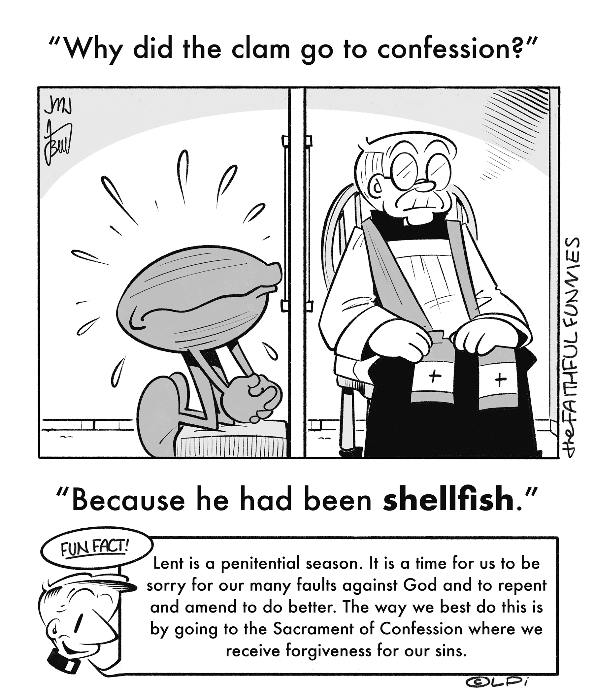 “Why did the clam go to confession?”
theFAITHFUL FUNNIES
“Because he had been shellfish.”
FUN FACT!
Lent is a penitential season. It is a time for us to be
sorry for our many faults against God and to repent
and amend to do better. The way we best do this is
by going to the Sacrament of Confession where we
receive forgiveness for our sins.
©LPi